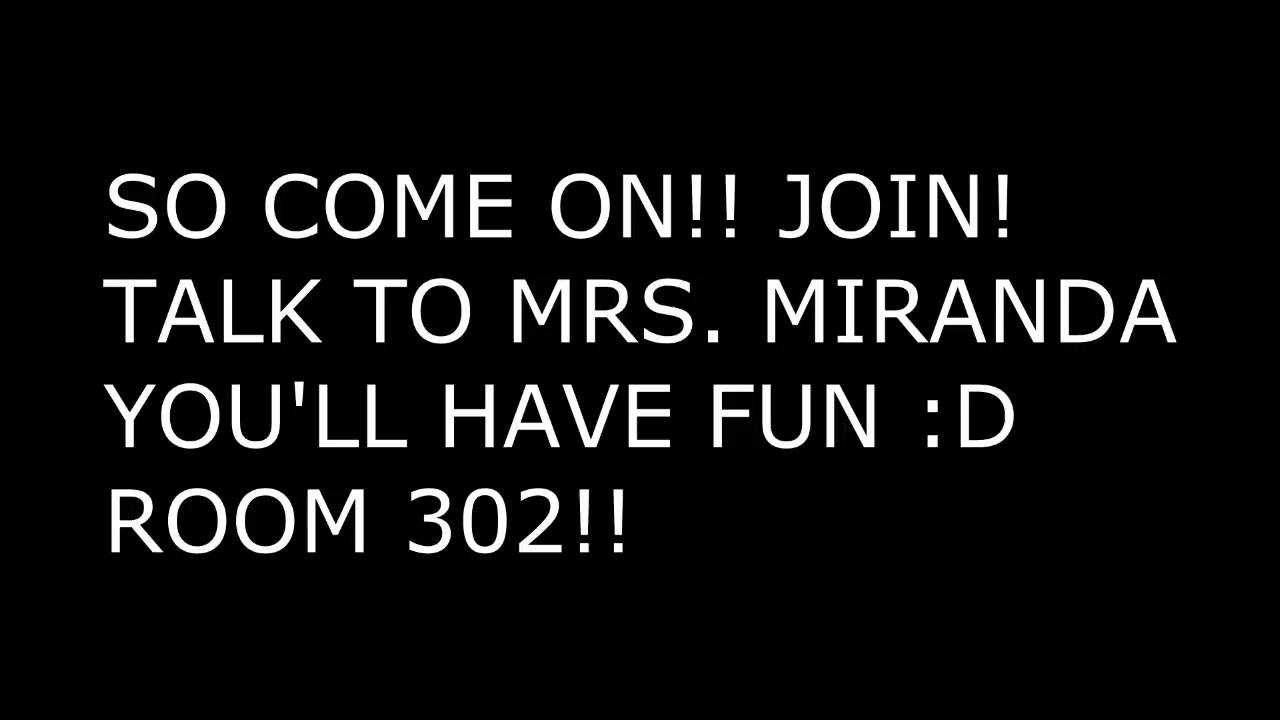 SO COME ON!! JOIN!
TALK TO MRS. MIRANDA
YOU'LL HAVE FUN :D
ROOM 302!!